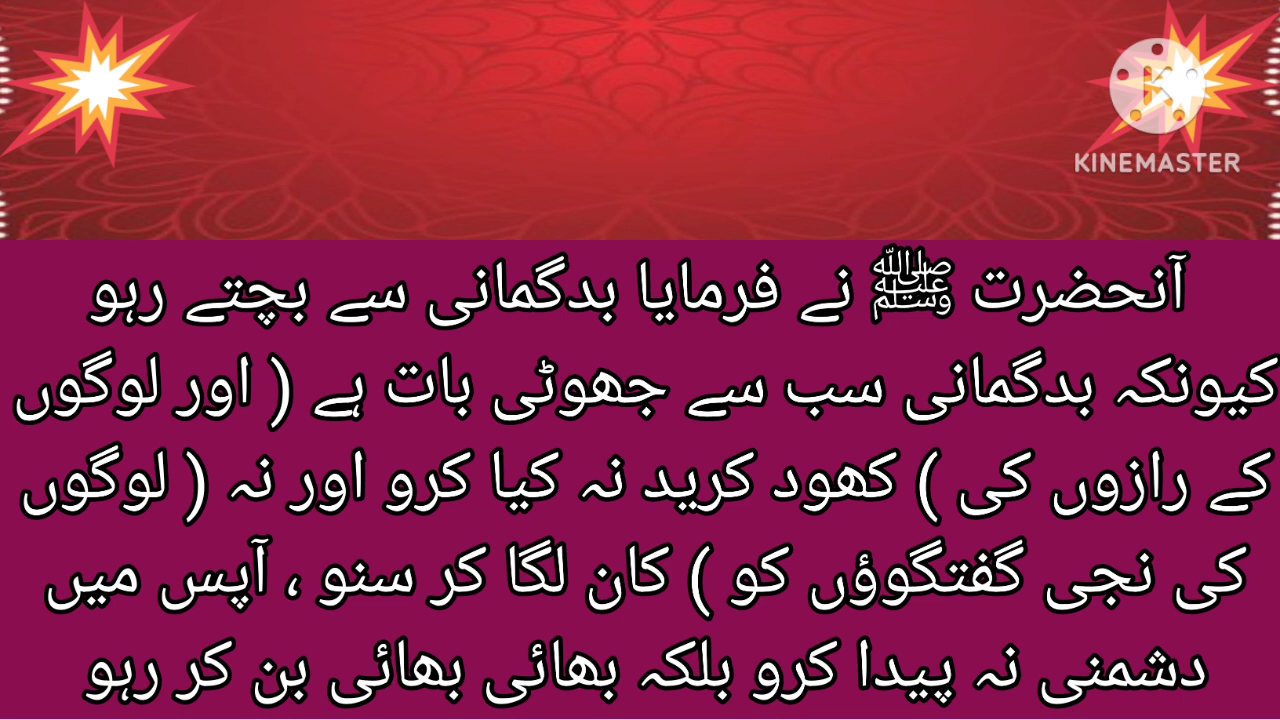 KINEMASTER
آنحضرت ﷺ نے فرمایا بدگمانی سے بچتے رہو
کیونکہ بدگمانی سب سے جھوٹی بات ہے ( اور لوگوں
کے رازوں کی ) کھود کرید نہ کیا کرو اور نہ ( لوگوں
کی نجی گفتگوؤں کو ) کان لگا کر سنو ، آپس میں
دشمنی نہ پیدا کرو بلکہ بھائی بھائی بن کر رہو